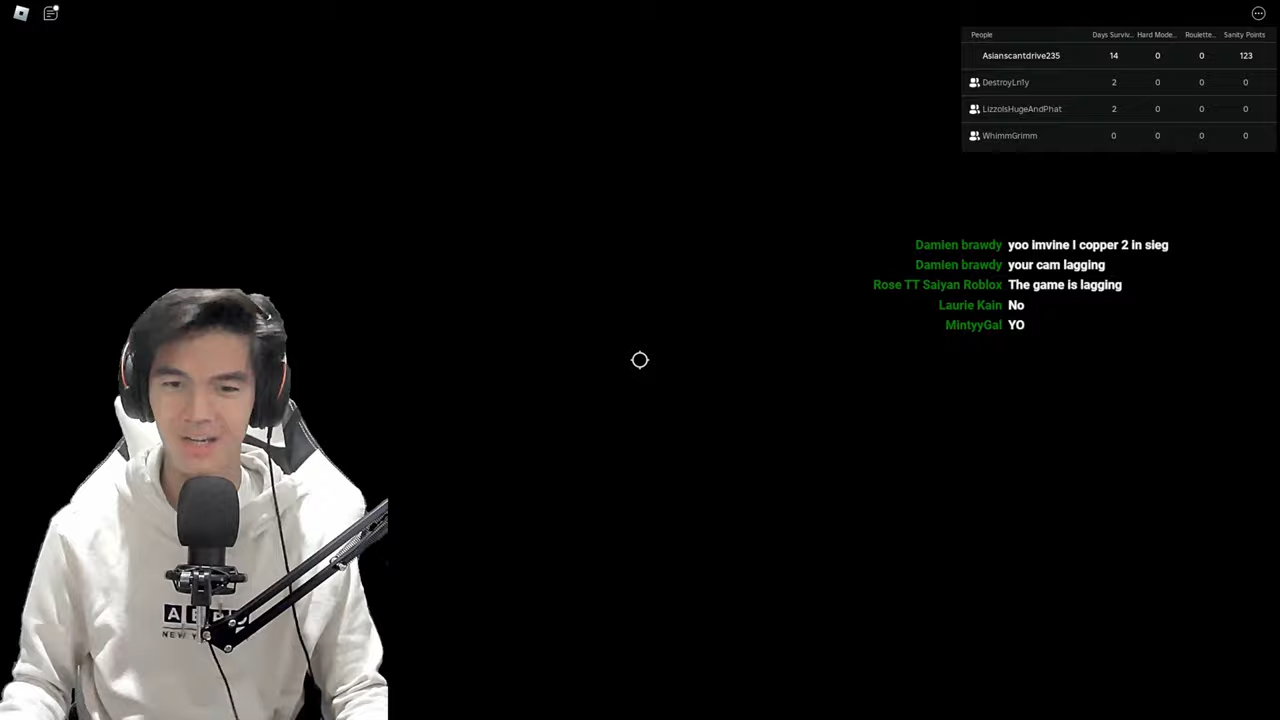 People Days Surviv... Hard Mode... Roulette... Sanity Points
Asianscantdrive235 14 0 0 123
DestroyLn1y 2 0 0 0
LizzoIsHugeAndPhat 2 0 0 0
WhimmGrimm 0 0 0 0
Damien brawdy yoo imvine I copper 2 in sieg
Damien brawdy your cam lagging
Rose TT Saiyan Roblox The game is lagging
Laurie Kain No
MintyyGal YO
NEW